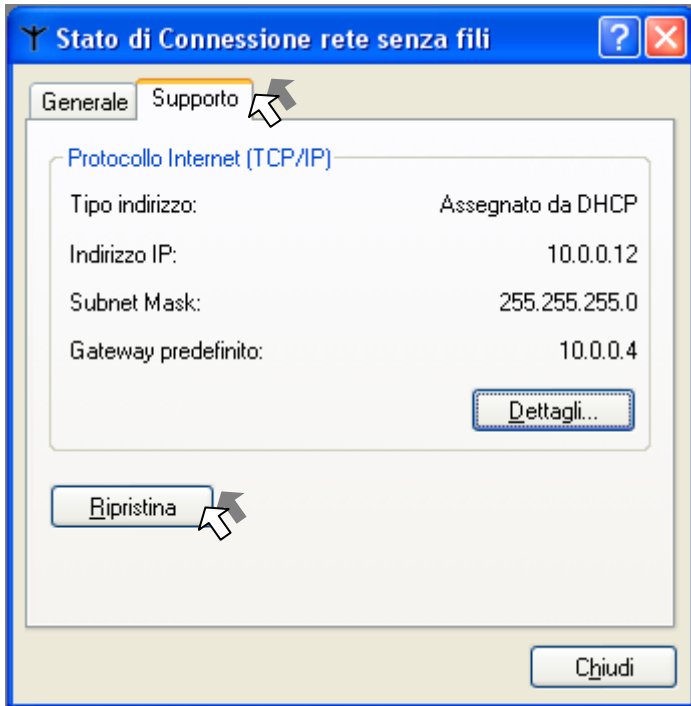 Stato di Connessione rete senza fili
Generale Supporto
Protocollo Internet (TCP/IP)
Tipo indirizzo: Assegnato da DHCP
Indirizzo IP: 10.0.0.12
Subnet Mask: 255.255.255.0
Gateway predefinito: 10.0.0.4
Dettagli...
Ripristina
Chiudi